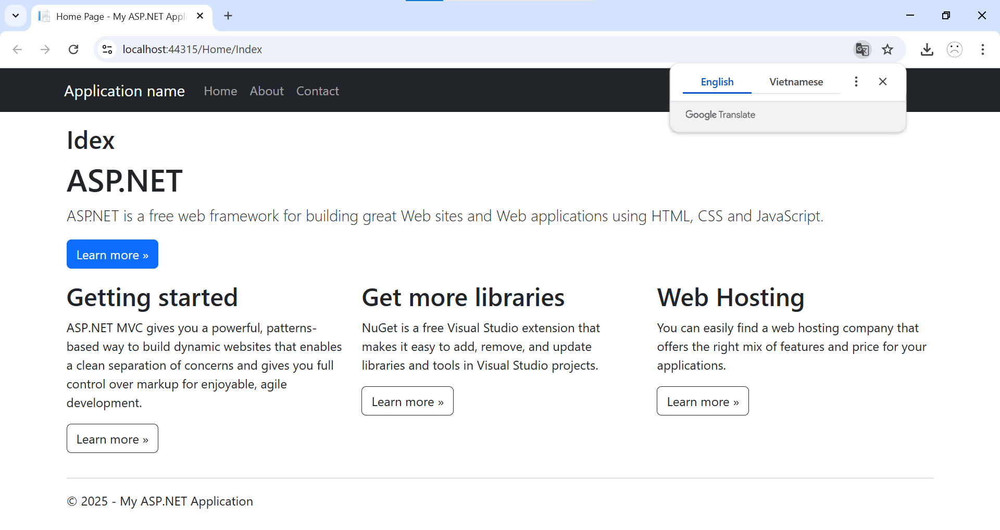 Home Page - My ASP.NET Appl
localhost:44315/Home/Index
English Vietnamese
Google Translate
Application name Home About Contact
Idex
ASP.NET
ASP.NET is a free web framework for building great Web sites and Web applications using HTML, CSS and JavaScript.
Learn more »
Getting started
ASP.NET MVC gives you a powerful, patterns-
based way to build dynamic websites that enables
a clean separation of concerns and gives you full
control over markup for enjoyable, agile
development.
Learn more »
Get more libraries
NuGet is a free Visual Studio extension that
makes it easy to add, remove, and update
libraries and tools in Visual Studio projects.
Learn more »
Web Hosting
You can easily find a web hosting company that
offers the right mix of features and price for your
applications.
Learn more »
© 2025 - My ASP.NET Application